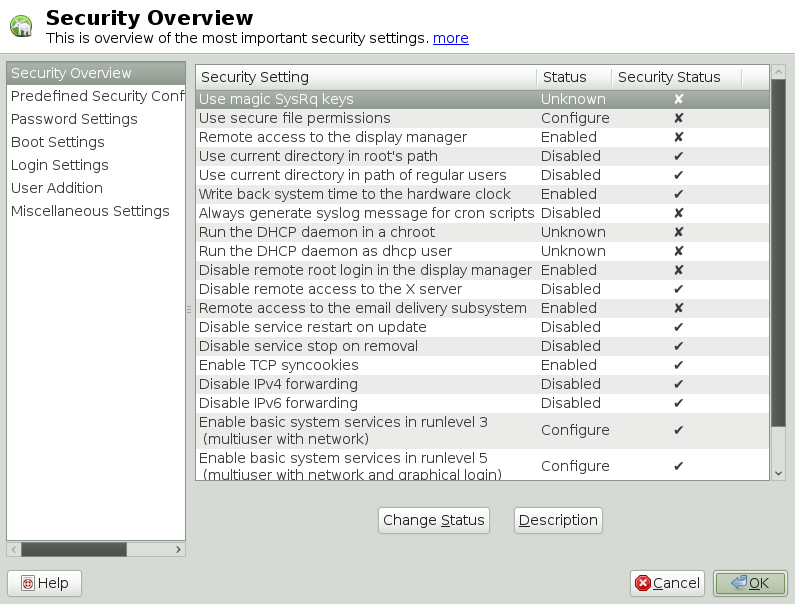 Security Overview
This is overview of the most important security settings. more
Security Overview
Predefined Security Conf
Password Settings
Boot Settings
Login Settings
User Addition
Miscellaneous Settings
Security Setting Status Security Status
Use magic SysRq keys Unknown ✘
Use secure file permissions Configure ✘
Remote access to the display manager Enabled ✘
Use current directory in root's path Disabled ✔
Use current directory in path of regular users Disabled ✔
Write back system time to the hardware clock Enabled ✔
Always generate syslog message for cron scripts Disabled ✘
Run the DHCP daemon in a chroot Unknown ✘
Run the DHCP daemon as dhcp user Unknown ✘
Disable remote root login in the display manager Enabled ✘
Disable remote access to the X server Disabled ✔
Remote access to the email delivery subsystem Enabled ✘
Disable service restart on update Disabled ✔
Disable service stop on removal Disabled ✔
Enable TCP syncookies Enabled ✔
Disable IPv4 forwarding Disabled ✔
Disable IPv6 forwarding Disabled ✔
Enable basic system services in runlevel 3
(multiuser with network) Configure ✔
Enable basic system services in runlevel 5
(multiuser with network and graphical login) Configure ✔
Change Status Description
Help Cancel OK